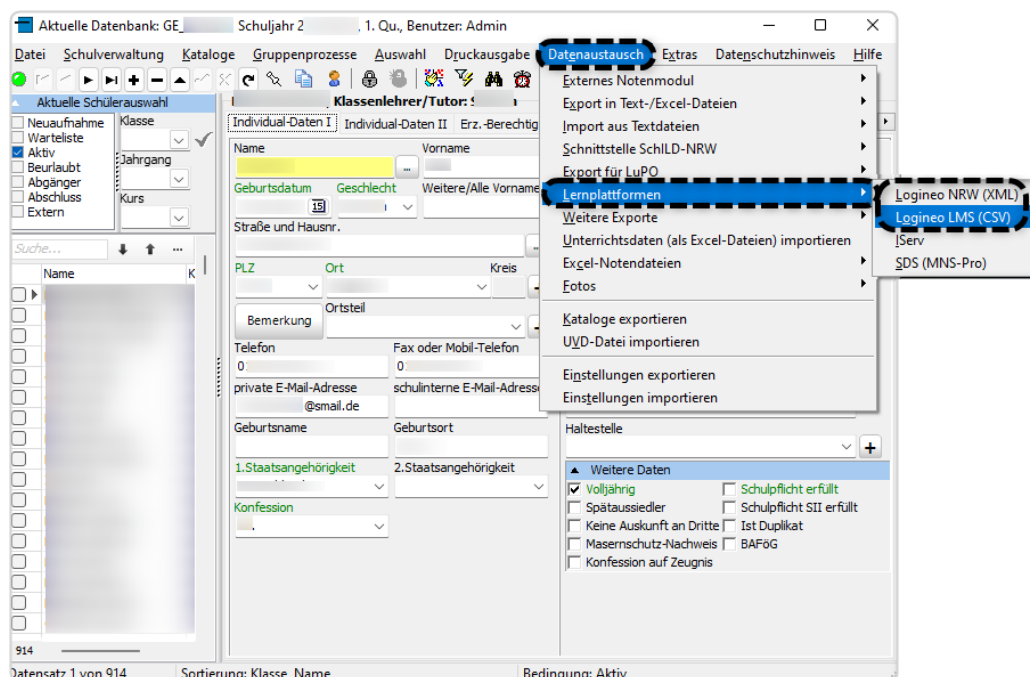 Aktuelle Datenbank: GE_ Schuljahr 2 , 1. Qu., Benutzer: Admin
Datei Schulverwaltung Kataloge Gruppenprozesse Auswahl Druckausgabe Datenaustausch Extras Datenschutzhinweis Hilfe
Aktuelle Schülerauswahl
Neuaufnahme
Warteliste
Aktiv
Beurlaubt
Abgänger
Abschluss
Extern
Klasse
Jahrgang
Kurs
Suche...
Name K
914
Klassenlehrer/Tutor:
Individual-Daten I Individual-Daten II Erz.-Berechtig
Name Vorname
Geburtsdatum Geschlecht Weitere/Alle Vorname
15
Straße und Hausnr.
PLZ Ort Kreis
Bemerkung Ortsteil
Telefon Fax oder Mobil-Telefon
0 0
private E-Mail-Adresse schulinterne E-Mail-Adresse
@smail.de
Geburtsname Geburtsort
1.Staatsangehörigkeit 2.Staatsangehörigkeit
Konfession
Externes Notenmodul
Export in Text-/Excel-Dateien
Import aus Textdateien
Schnittstelle SchILD-NRW
Export für LuPO
Lernplattformen
Weitere Exporte
Unterrichtsdaten (als Excel-Dateien) importieren
Excel-Notendateien
Fotos
Kataloge exportieren
UVD-Datei importieren
Einstellungen exportieren
Einstellungen importieren
Logineo NRW (XML)
Logineo LMS (CSV)
IServ
SDS (MNS-Pro)
Haltestelle
Weitere Daten
Volljährig Schulpflicht erfüllt
Spätaussiedler Schulpflicht SII erfüllt
Keine Auskunft an Dritte Ist Duplikat
Masernschutz-Nachweis BAFöG
Konfession auf Zeugnis
Datensatz 1 von 914 Sortierung: Klasse, Name Bedingung: Aktiv